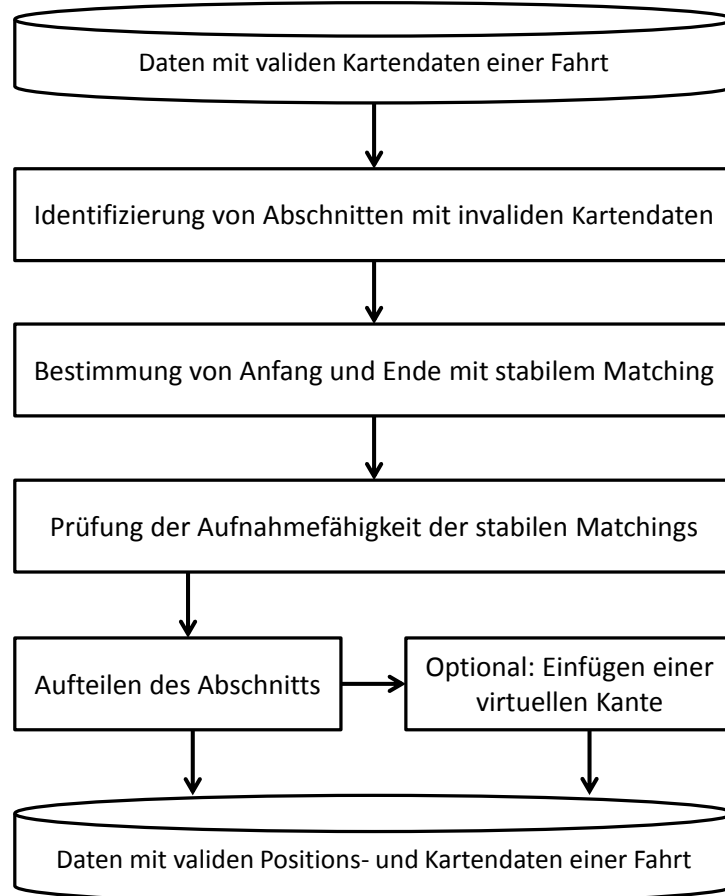 Daten mit validen Kartendaten einer Fahrt
Identifizierung von Abschnitten mit invaliden Kartendaten
Bestimmung von Anfang und Ende mit stabilem Matching
Prüfung der Aufnahmefähigkeit der stabilen Matchings
Aufteilen des Abschnitts
Optional: Einfügen einer
virtuellen Kante
Daten mit validen Positions- und Kartendaten einer Fahrt